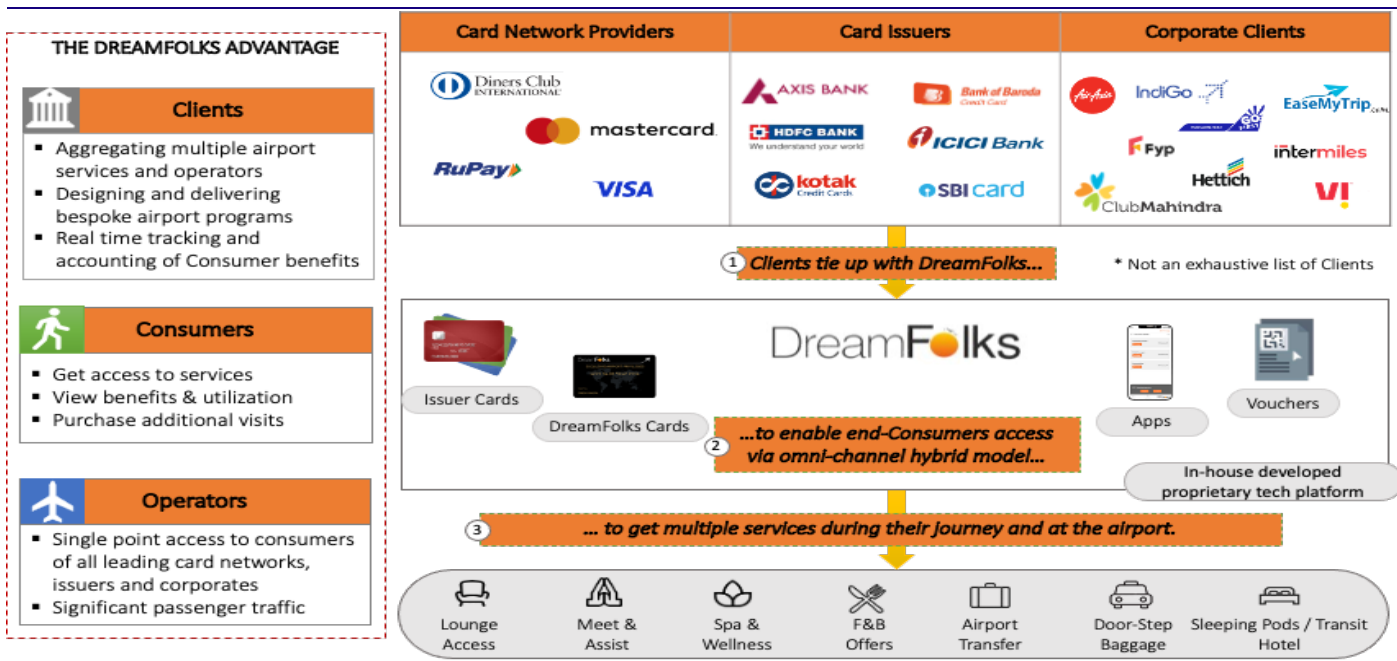 THE DREAMFOLKS ADVANTAGE
Clients
▪ Aggregating multiple airport
services and operators
▪ Designing and delivering
bespoke airport programs
▪ Real time tracking and
accounting of Consumer benefits
Consumers
▪ Get access to services
▪ View benefits & utilization
▪ Purchase additional visits
Operators
▪ Single point access to consumers
of all leading card networks,
issuers and corporates
▪ Significant passenger traffic
Card Network Providers
Diners Club
INTERNATIONAL
mastercard.
RuPay
VISA
Card Issuers
AXIS BANK
Bank of Baroda
Credit Card
HDFC BANK
We understand your world
ICICI Bank
kotak
Credit Cards
SBI card
Corporate Clients
AirAsia
IndiGo
EaseMyTrip.com
Fyp
intermiles
Hettich
ClubMahindra
VI
1 Clients tie up with DreamFolks...
* Not an exhaustive list of Clients
DreamFolks
Issuer Cards
DreamFolks Cards
Apps
Vouchers
2 ...to enable end-Consumers access
via omni-channel hybrid model...
In-house developed
proprietary tech platform
3 ... to get multiple services during their journey and at the airport.
Lounge
Access
Meet &
Assist
Spa &
Wellness
F&B
Offers
Airport
Transfer
Door-Step
Baggage
Sleeping Pods / Transit
Hotel